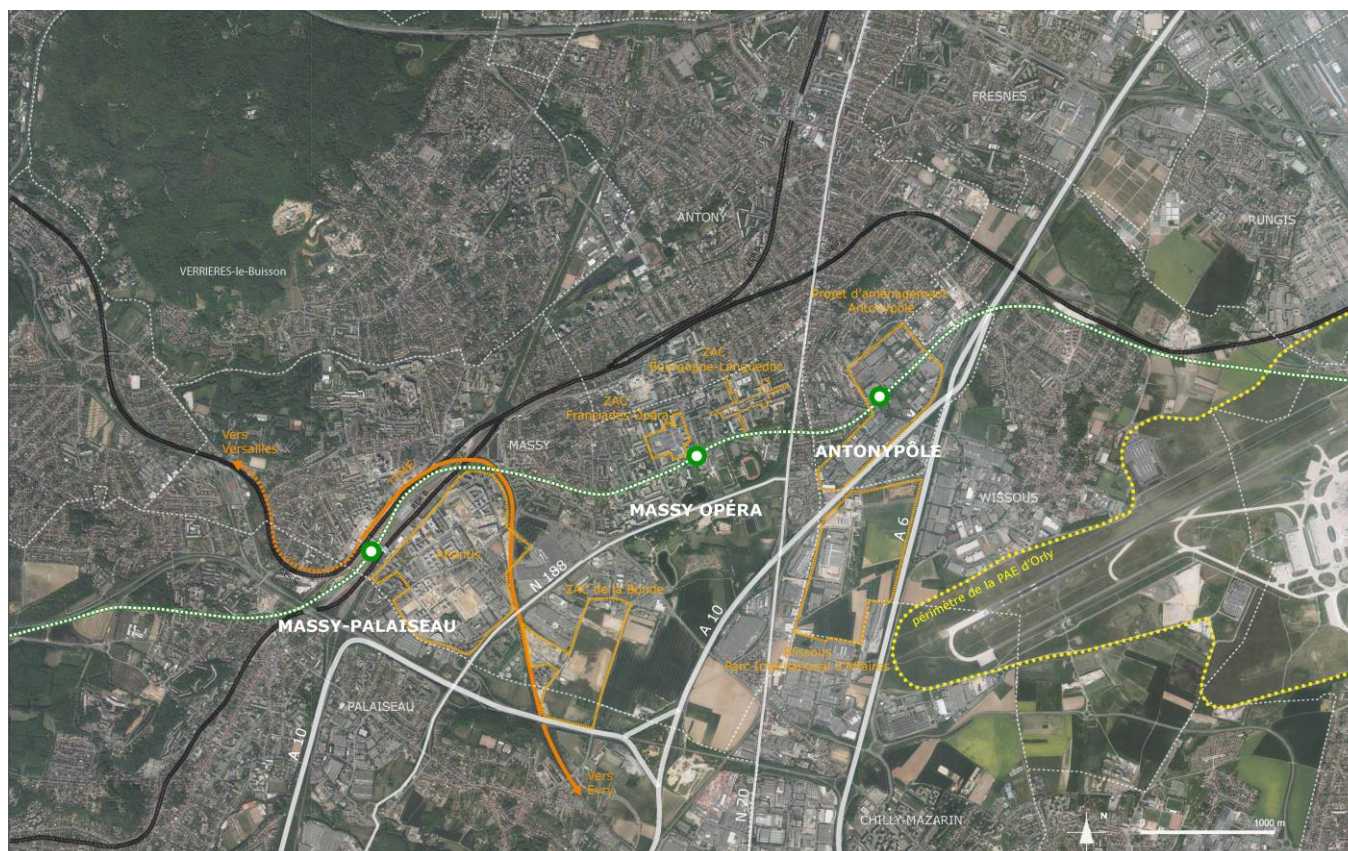 FRESNES
RUNGIS
ANTONY
VERRIERES-le-Buisson
Projet d'aménagement
Antonypole
ZAC
Bourgogne-Languedoc
ZAC
Franciades Opéra
Vers
Versailles
MASSY
ANTONYPÔLE
WISSOUS
MASSY OPÉRA
A 6
Atlantis
N 188
ZAC de la Bonde
périmètre de la PAE d'Orly
MASSY-PALAISEAU
A 10
Wissous
Parc International d'Affaires
PALAISEAU
A 10
Vers
Evry
N 20
CHILLY-MAZARIN
N
0
1000 m